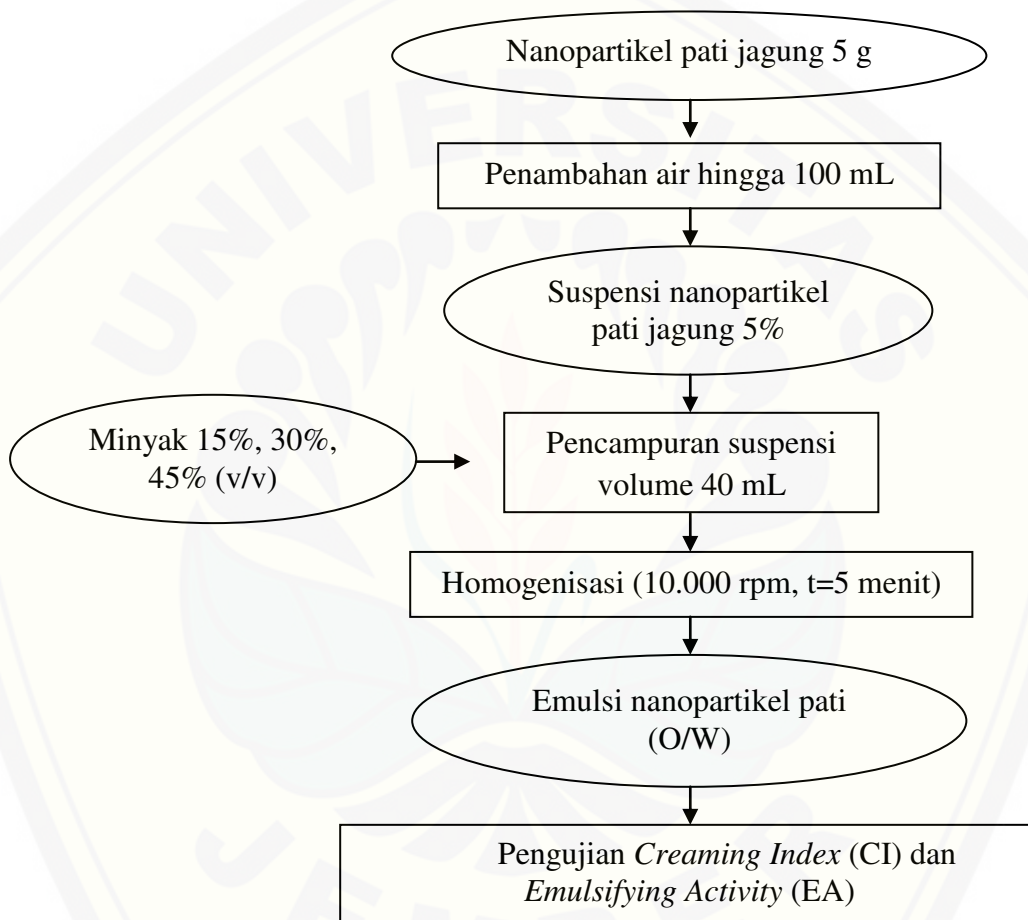 Nanopartikel pati jagung 5 g
Penambahan air hingga 100 mL
Suspensi nanopartikel
pati jagung 5%
Minyak 15%, 30%,
45% (v/v)
Pencampuran suspensi
volume 40 mL
Homogenisasi (10.000 rpm, t=5 menit)
Emulsi nanopartikel pati
(O/W)
Pengujian Creaming Index (CI) dan
Emulsifying Activity (EA)
UNIVERSITAS